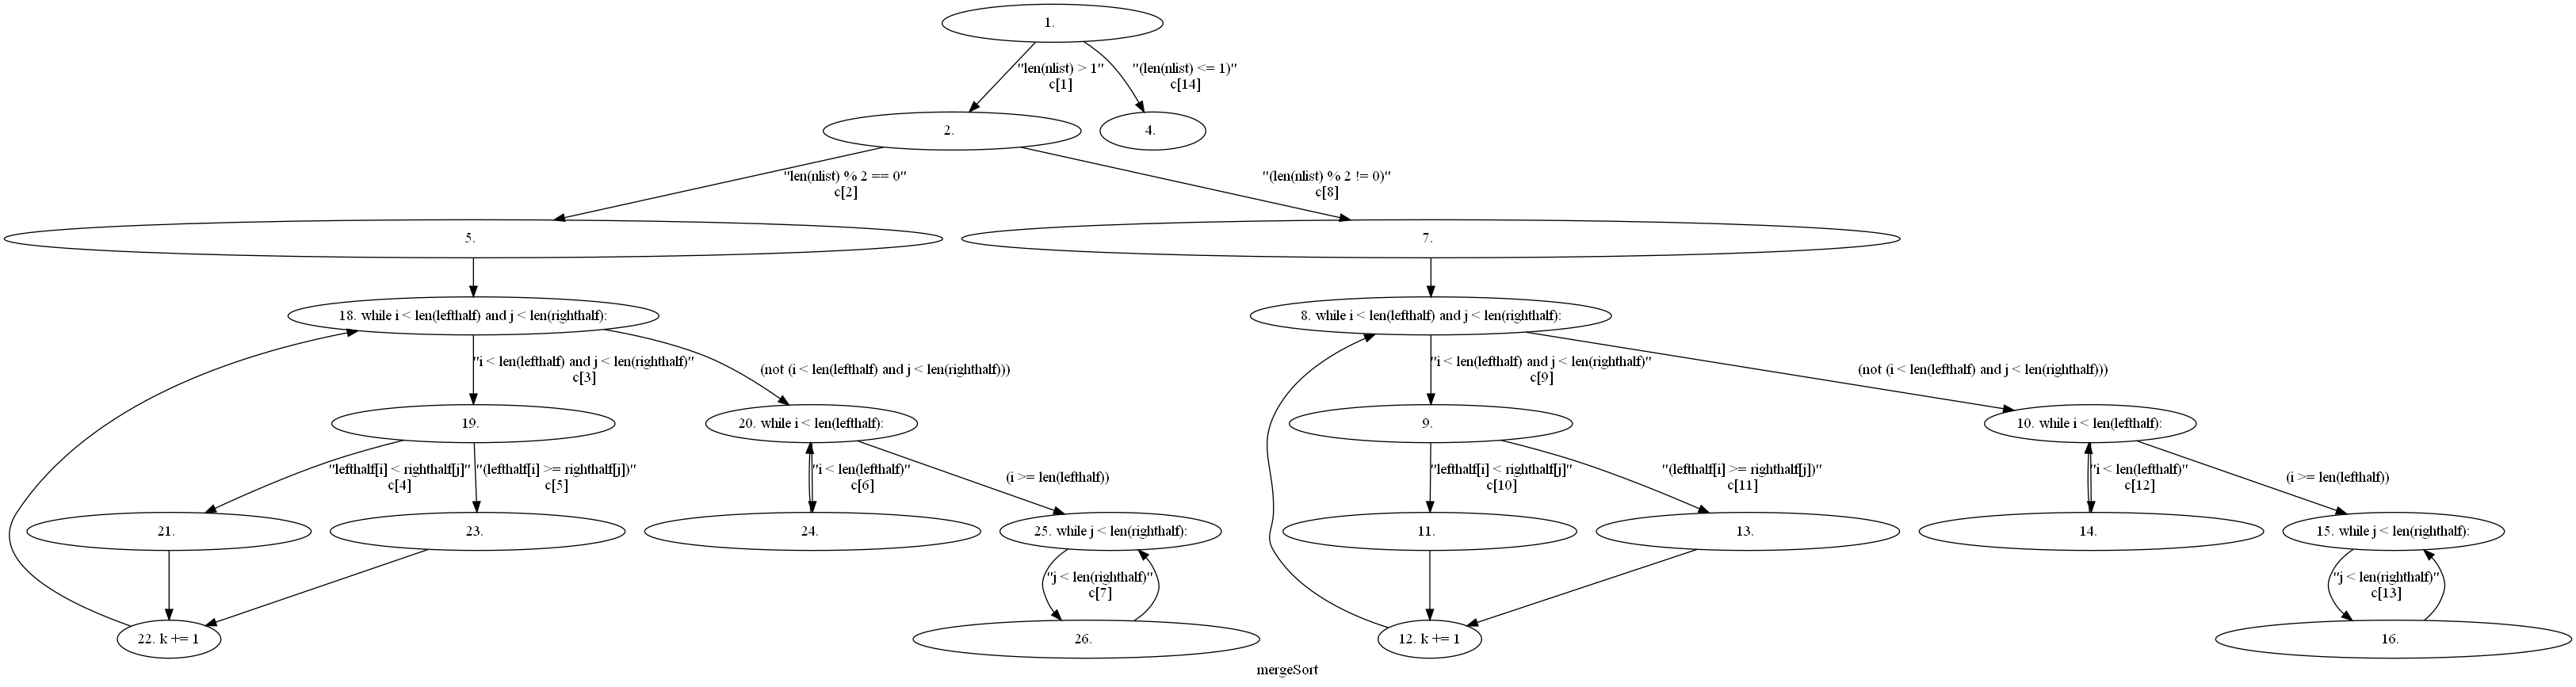 1.
"len(nlist) > 1"
c[1]
"(len(nlist) <= 1)"
c[14]
2.
4.
"len(nlist) % 2 == 0"
c[2]
"(len(nlist) % 2 != 0)"
c[8]
5.
7.
18. while i < len(lefthalf) and j < len(righthalf):
8. while i < len(lefthalf) and j < len(righthalf):
"i < len(lefthalf) and j < len(righthalf)"
c[3]
(not (i < len(lefthalf) and j < len(righthalf)))
"i < len(lefthalf) and j < len(righthalf)"
c[9]
(not (i < len(lefthalf) and j < len(righthalf)))
19.
20. while i < len(lefthalf):
9.
10. while i < len(lefthalf):
"lefthalf[i] < righthalf[j]"
c[4]
"(lefthalf[i] >= righthalf[j])"
c[5]
"i < len(lefthalf)"
c[6]
(i >= len(lefthalf))
"lefthalf[i] < righthalf[j]"
c[10]
"(lefthalf[i] >= righthalf[j])"
c[11]
"i < len(lefthalf)"
c[12]
(i >= len(lefthalf))
21.
23.
24.
25. while j < len(righthalf):
11.
13.
14.
15. while j < len(righthalf):
"j < len(righthalf)"
c[7]
"j < len(righthalf)"
c[13]
22. k += 1
26.
12. k += 1
16.
mergeSort